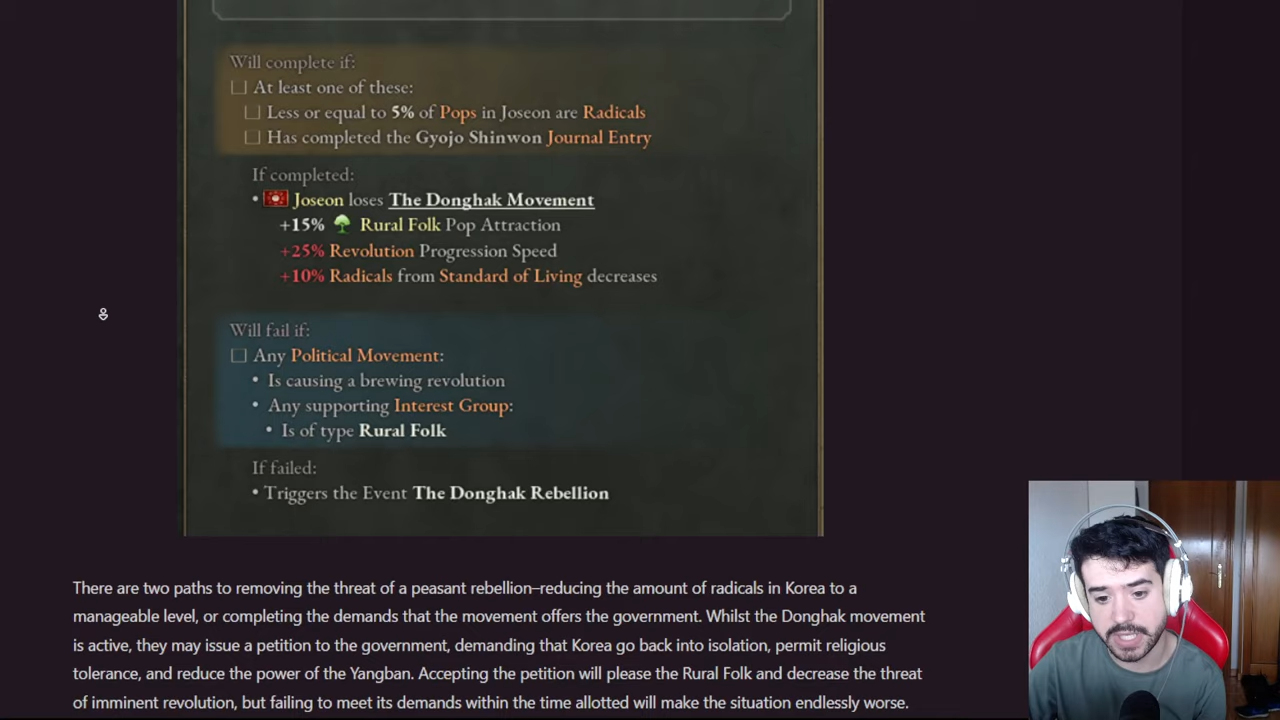 Will complete if:
At least one of these:
Less or equal to 5% of Pops in Joseon are Radicals
Has completed the Gyojo Shinwon Journal Entry
If completed:
• Joseon loses The Donghak Movement
+15% Rural Folk Pop Attraction
+25% Revolution Progression Speed
+10% Radicals from Standard of Living decreases
Will fail if:
Any Political Movement:
• Is causing a brewing revolution
• Any supporting Interest Group:
• Is of type Rural Folk
If failed:
• Triggers the Event The Donghak Rebellion
There are two paths to removing the threat of a peasant rebellion–reducing the amount of radicals in Korea to a
manageable level, or completing the demands that the movement offers the government. Whilst the Donghak movement
is active, they may issue a petition to the government, demanding that Korea go back into isolation, permit religious
tolerance, and reduce the power of the Yangban. Accepting the petition will please the Rural Folk and decrease the threat
of imminent revolution, but failing to meet its demands within the time allotted will make the situation endlessly worse.